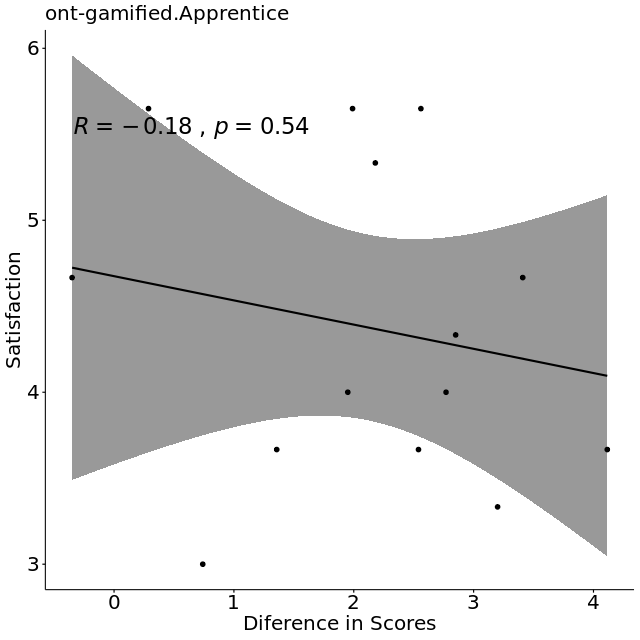 ont-gamified.Apprentice
6
R = −0.18 , p = 0.54
5
Satisfaction
4
3
0 1 2 3 4
Diference in Scores